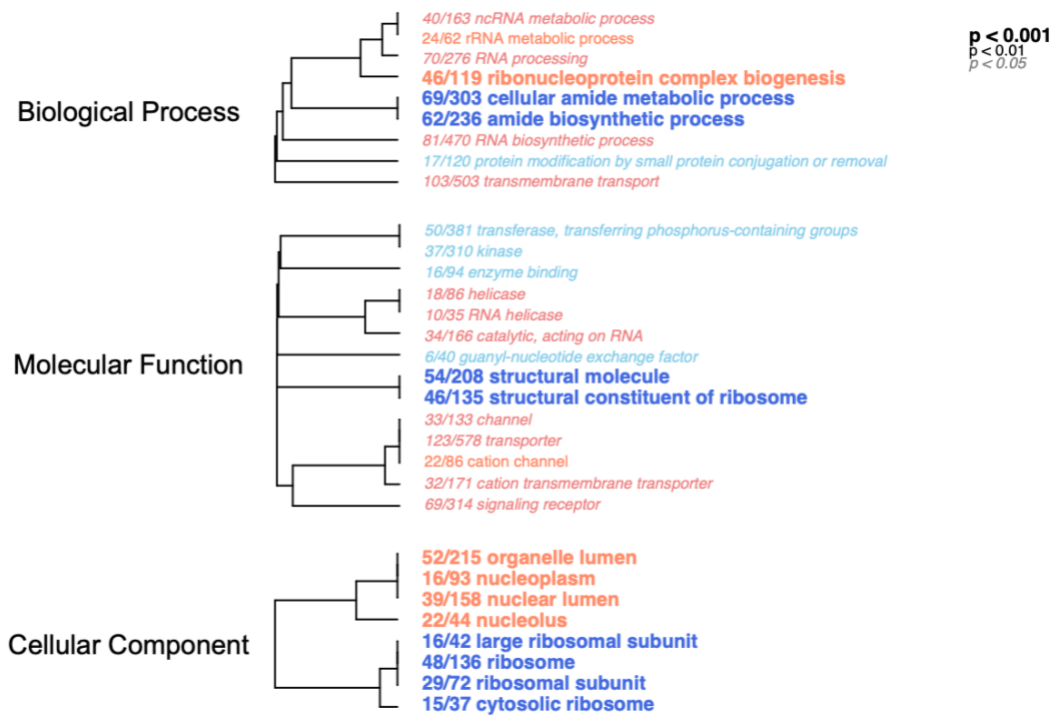 40/163 ncRNA metabolic process
24/62 rRNA metabolic process
70/276 RNA processing
46/119 ribonucleoprotein complex biogenesis
69/303 cellular amide metabolic process
62/236 amide biosynthetic process
81/470 RNA biosynthetic process
17/120 protein modification by small protein conjugation or removal
103/503 transmembrane transport
Biological Process
p < 0.001
p < 0.01
p < 0.05
50/381 transferase, transferring phosphorus-containing groups
37/310 kinase
16/94 enzyme binding
18/86 helicase
10/35 RNA helicase
34/166 catalytic, acting on RNA
6/40 guanyl-nucleotide exchange factor
54/208 structural molecule
46/135 structural constituent of ribosome
33/133 channel
123/578 transporter
22/86 cation channel
32/171 cation transmembrane transporter
69/314 signaling receptor
Molecular Function
52/215 organelle lumen
16/93 nucleoplasm
39/158 nuclear lumen
22/44 nucleolus
16/42 large ribosomal subunit
48/136 ribosome
29/72 ribosomal subunit
15/37 cytosolic ribosome
Cellular Component